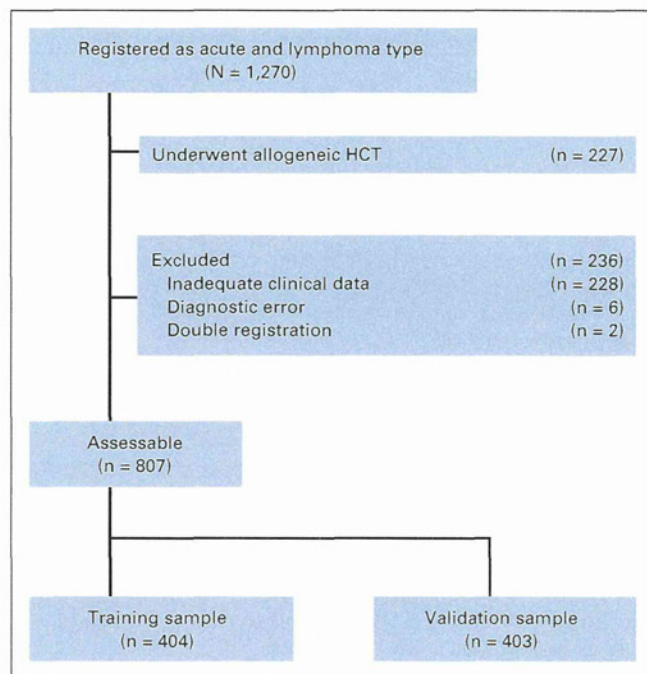 Registered as acute and lymphoma type
(N = 1,270)
Underwent allogeneic HCT (n = 227)
Excluded (n = 236)
Inadequate clinical data (n = 228)
Diagnostic error (n = 6)
Double registration (n = 2)
Assessable
(n = 807)
Training sample
(n = 404)
Validation sample
(n = 403)